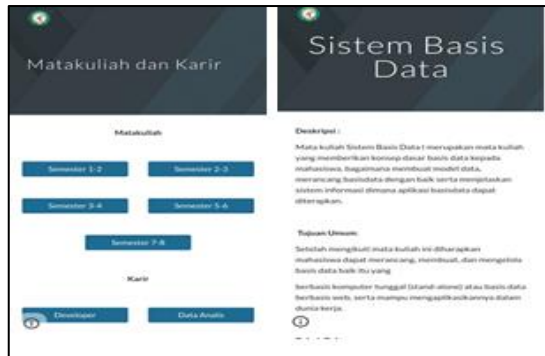 Matakuliah dan Karir
Matakuliah
Semester 1-2
Semester 2-3
Semester 3-4
Semester 5-6
Semester 7-8
Karir
Developer
Data Analis
Sistem Basis
Data
Deskripsi :
Mata kuliah Sistem Basis Data I merupakan mata kuliah
yang memberikan konsep dasar basis data kepada
mahasiswa, bagaimana membuat model data,
merancang basisdata dengan baik serta menjelaskan
sistem informasi dimana aplikasi basisdata dapat
diterapkan.
Tujuan Umum:
Setelah mengikuti mata kuliah ini diharapkan
mahasiswa dapat merancang, membuat, dan mengelola
basis data baik itu yang
berbasis komputer tunggal (stand-alone) atau basis data
berbasis web, serta mampu mengaplikasikannya dalam
dunia kerja.